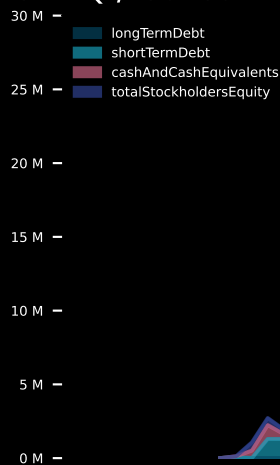 30 M
longTermDebt
shortTermDebt
cashAndCashEquivalents
totalStockholdersEquity
25 M
20 M
15 M
10 M
5 M
0 M